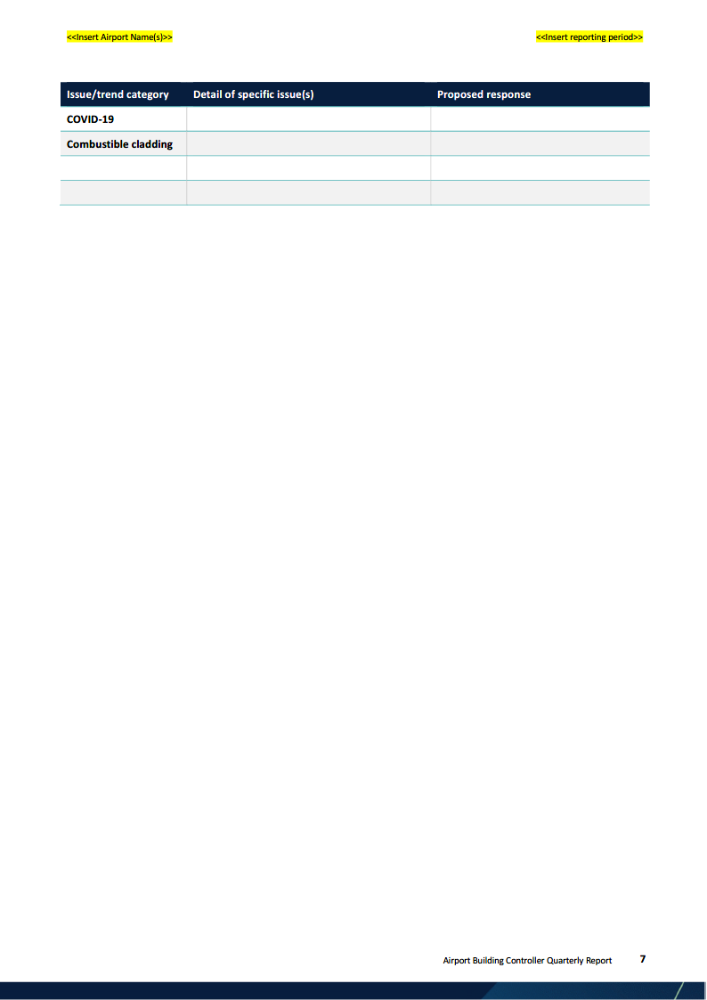 <<Insert Airport Name(s)>> <<Insert reporting period>>
Issue/trend category Detail of specific issue(s) Proposed response
COVID-19
Combustible cladding
Airport Building Controller Quarterly Report 7